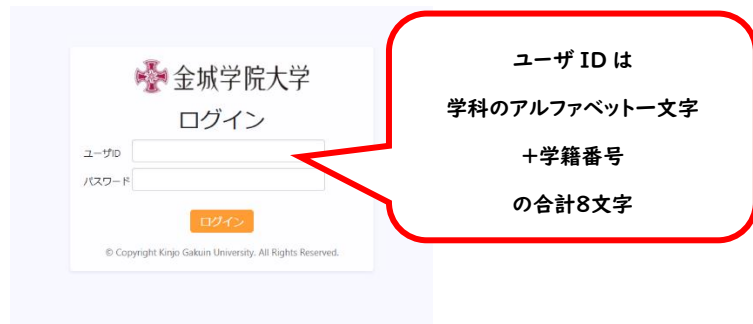 金城学院大学
ログイン
ユーザID
パスワード
ログイン
© Copyright Kinjo Gakuin University. All Rights Reserved.
ユーザ ID は
学科のアルファベット一文字
＋学籍番号
の合計8文字